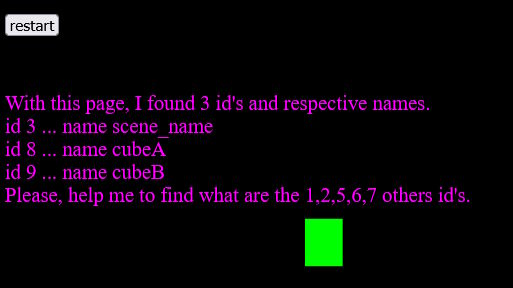 restart
With this page, I found 3 id's and respective names.
id 3 ... name scene_name
id 8 ... name cubeA
id 9 ... name cubeB
Please, help me to find what are the 1,2,5,6,7 others id's.